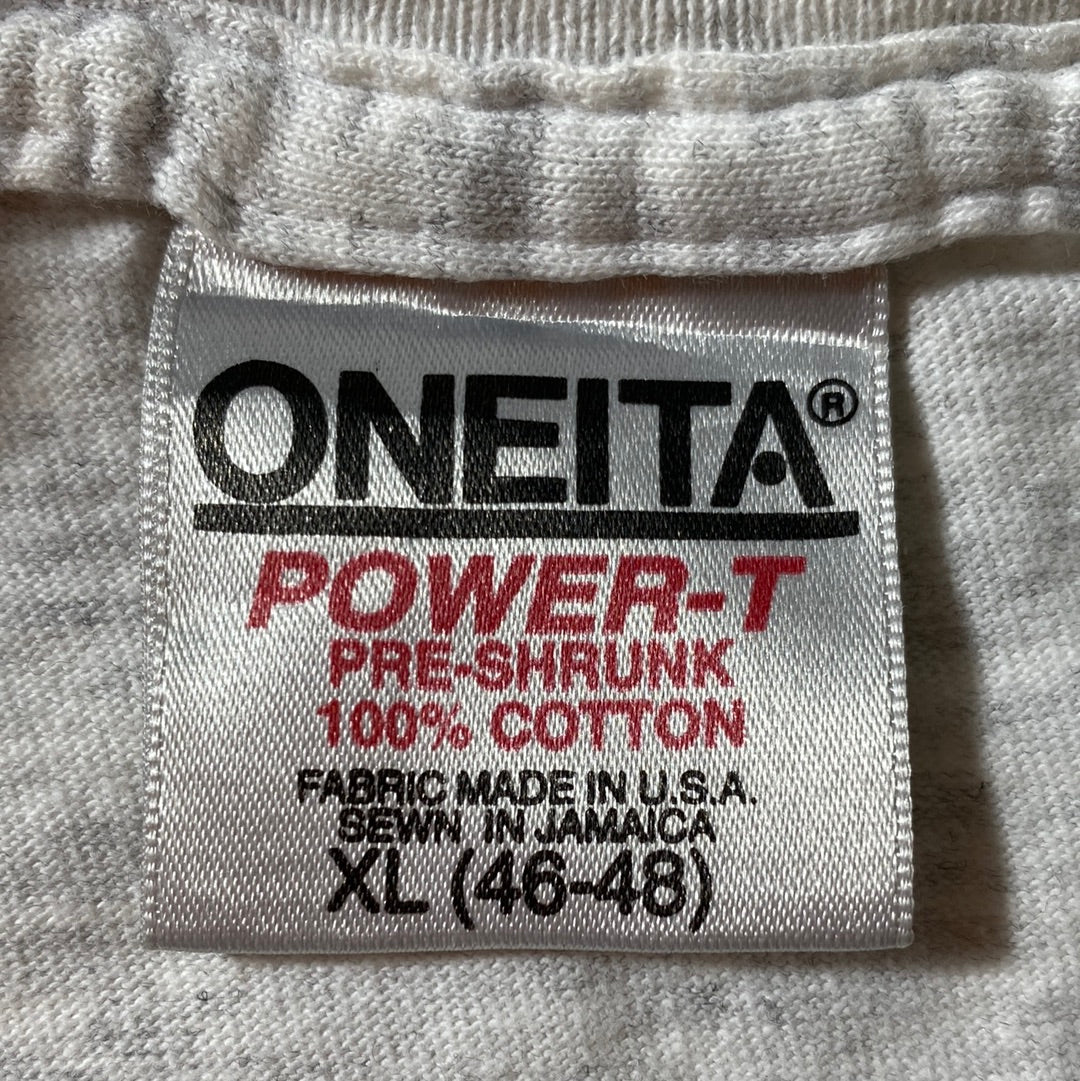 ONEITA®
POWER-T
PRE-SHRUNK
100% COTTON
FABRIC MADE IN U.S.A.
SEWN IN JAMAICA
XL (46-48)